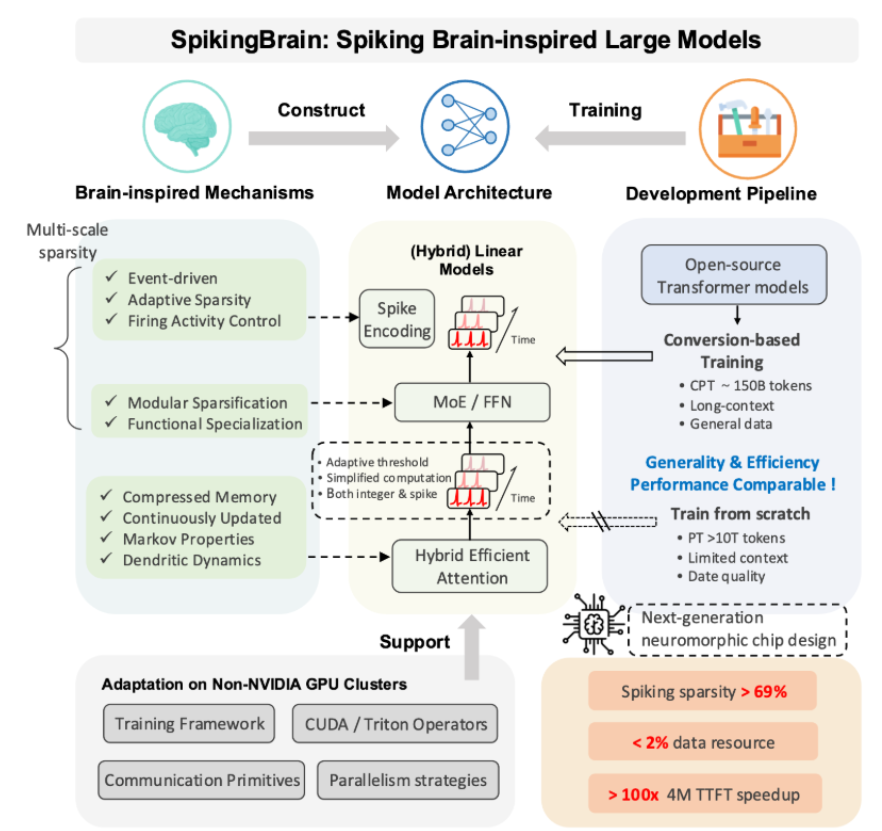 SpikingBrain: Spiking Brain-inspired Large Models
Construct
Training
Brain-inspired Mechanisms
Model Architecture
Development Pipeline
Multi-scale
sparsity
✓ Event-driven
✓ Adaptive Sparsity
✓ Firing Activity Control
✓ Modular Sparsification
✓ Functional Specialization
✓ Compressed Memory
✓ Continuously Updated
✓ Markov Properties
✓ Dendritic Dynamics
(Hybrid) Linear
Models
Spike
Encoding
Time
MoE / FFN
• Adaptive threshold
• Simplified computation
• Both integer & spike
Time
Hybrid Efficient
Attention
Open-source
Transformer models
Conversion-based
Training
• CPT ~ 150B tokens
• Long-context
• General data
Generality & Efficiency
Performance Comparable !
Train from scratch
• PT >10T tokens
• Limited context
• Date quality
Next-generation
neuromorphic chip design
Support
Adaptation on Non-NVIDIA GPU Clusters
Training Framework
CUDA / Triton Operators
Communication Primitives
Parallelism strategies
Spiking sparsity > 69%
< 2% data resource
> 100x 4M TTFT speedup